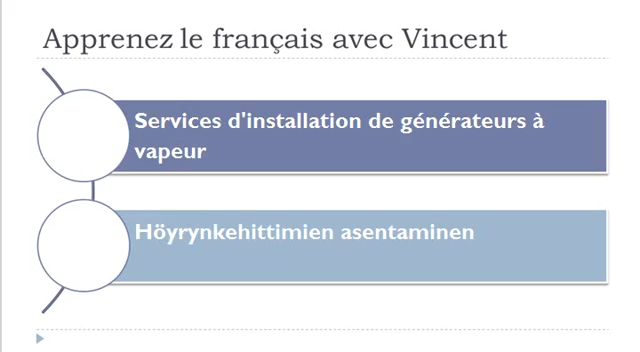 Apprenez le français avec Vincent
Services d'installation de générateurs à
vapeur
Höyrynkehittimien asentaminen